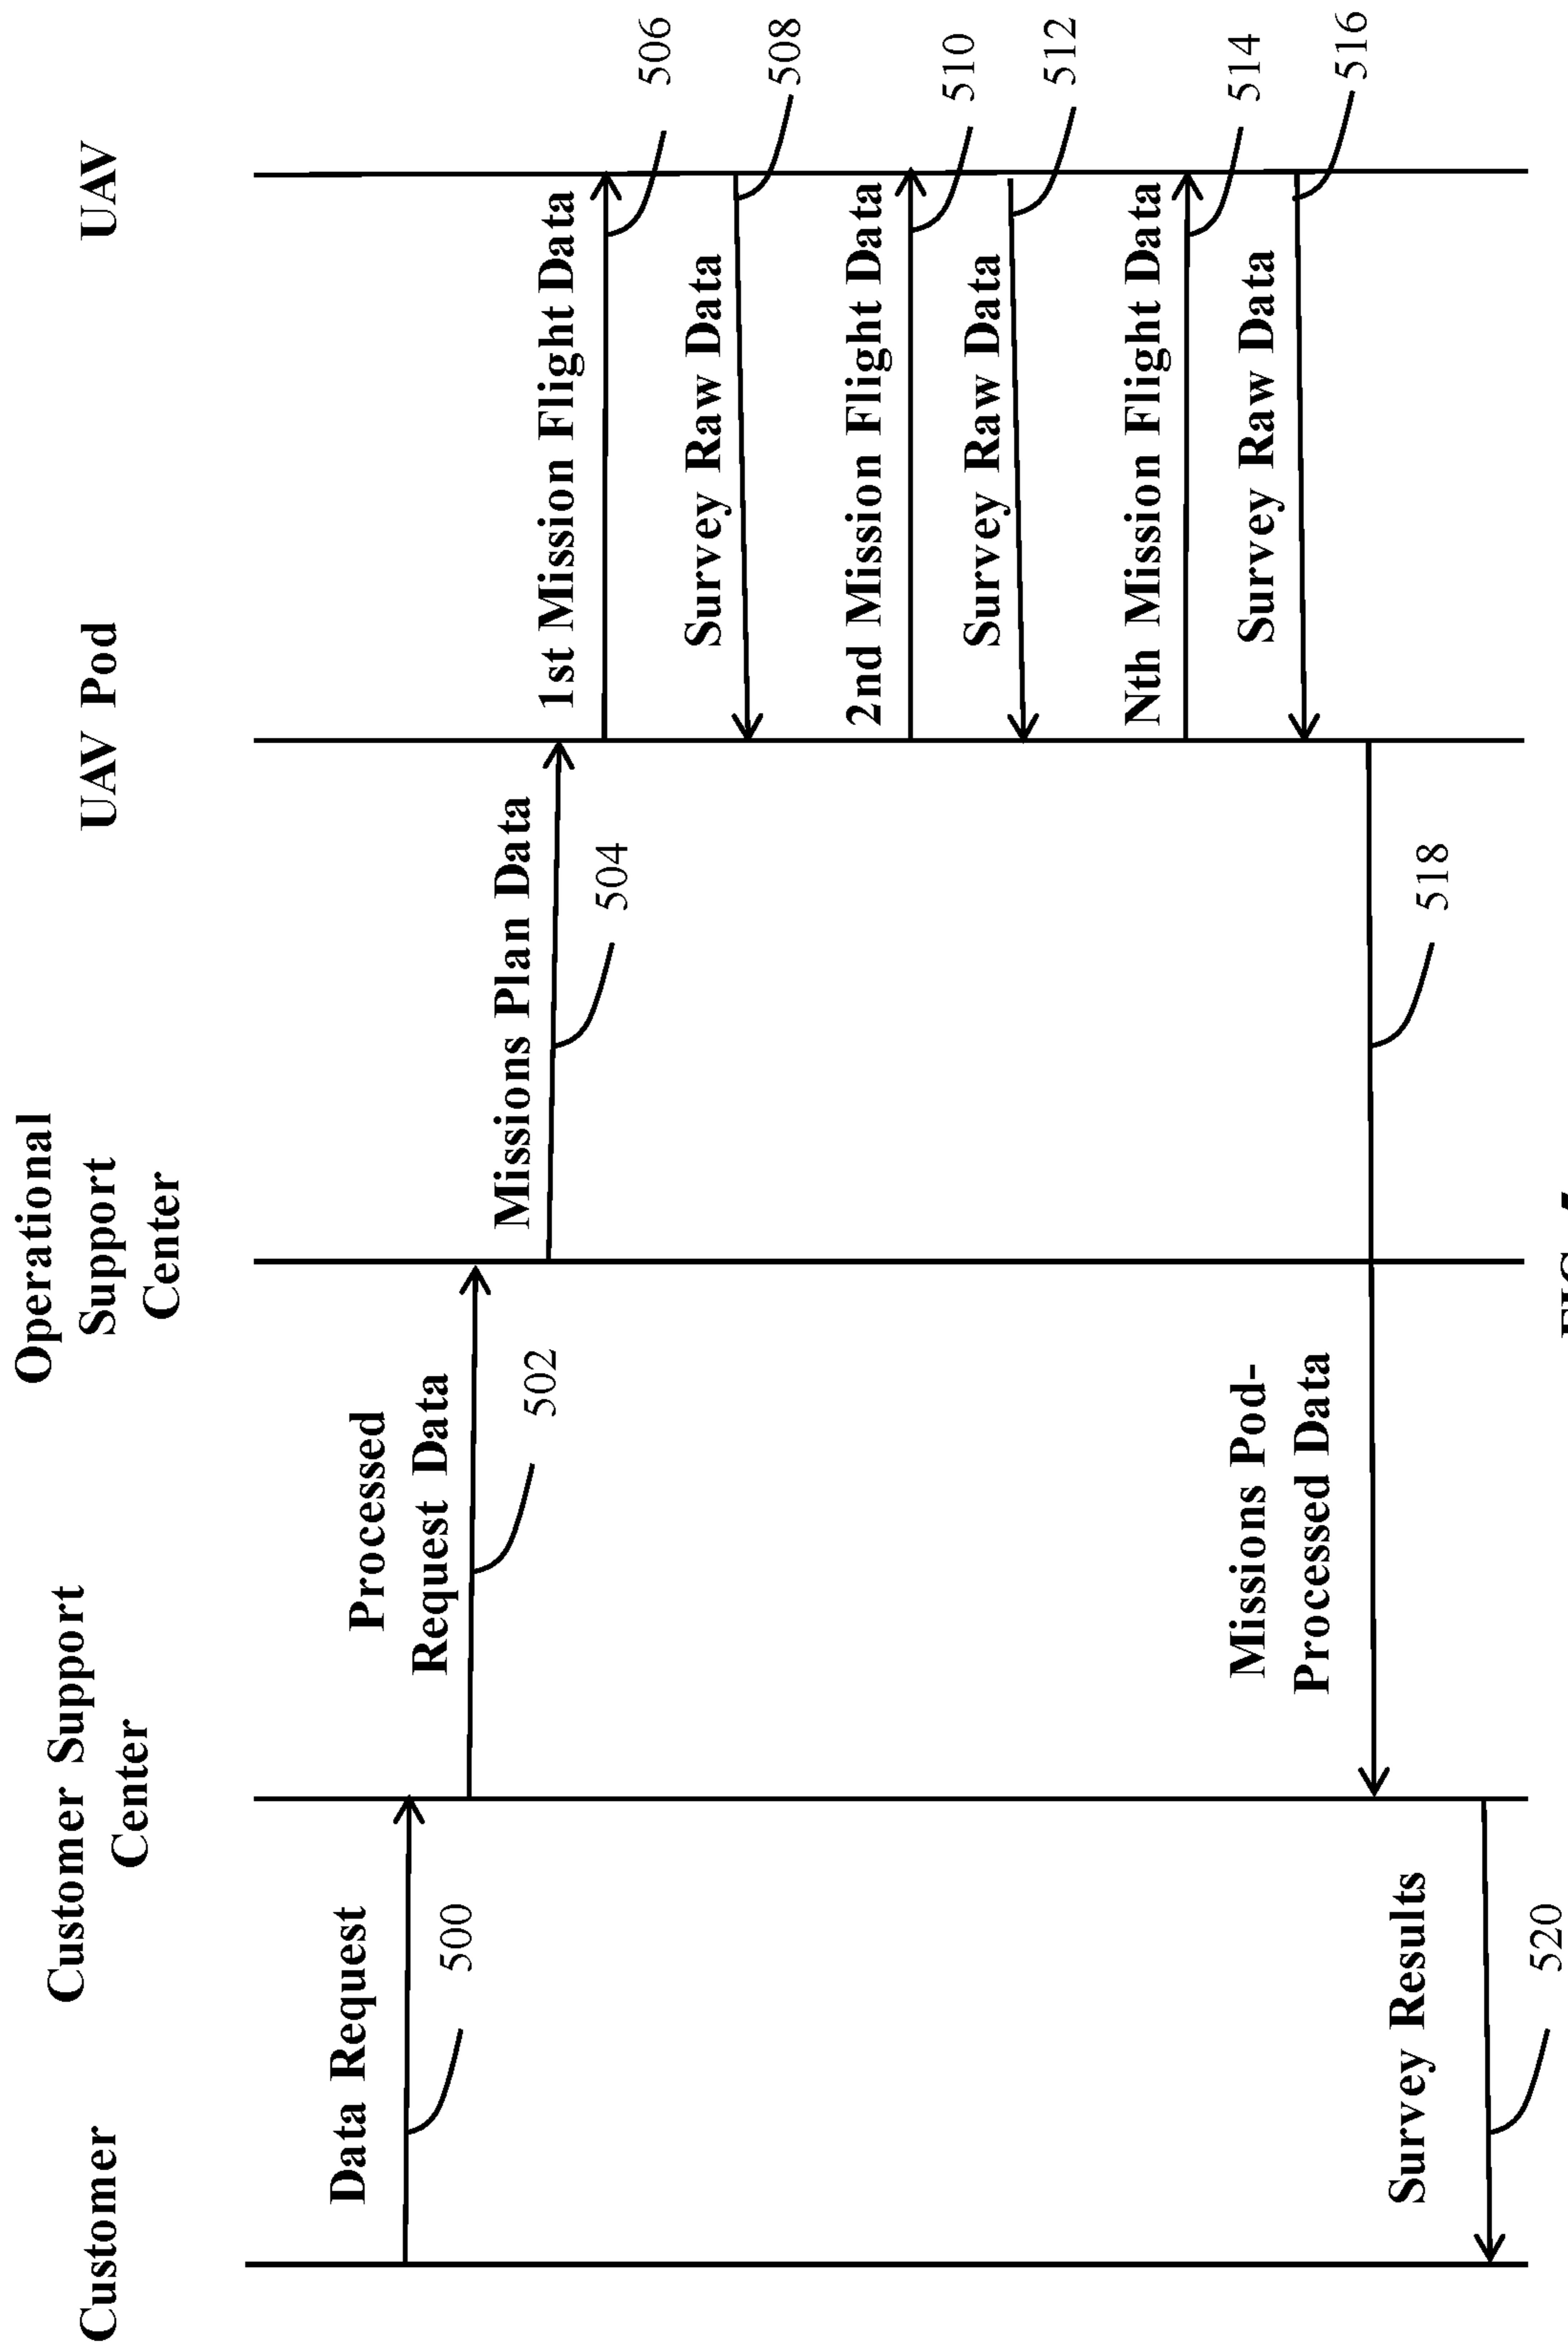 Customer
Customer Support
Center
Operational
Support
Center
UAV Pod
UAV
Data Request
500
Processed
Request Data
502
Missions Plan Data
504
1st Mission Flight Data
506
Survey Raw Data
508
2nd Mission Flight Data
510
Survey Raw Data
512
Nth Mission Flight Data
514
Survey Raw Data
516
Missions Pod-
Processed Data
518
Survey Results
520